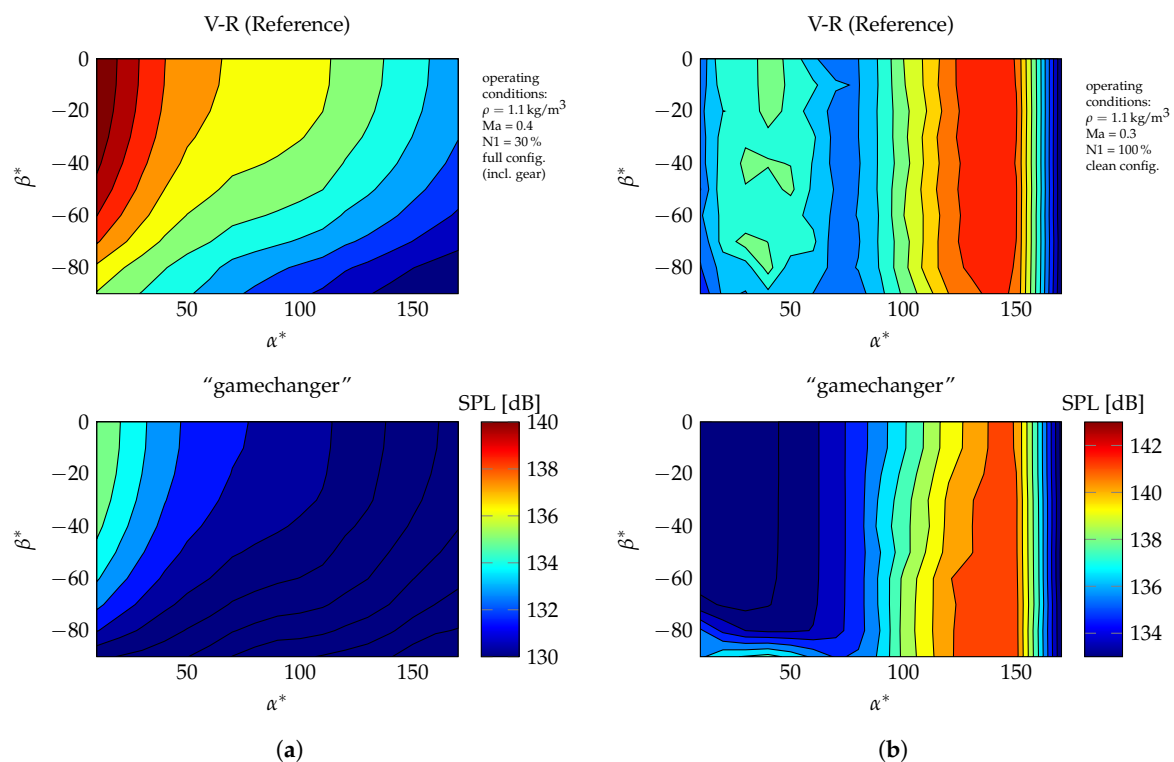 V-R (Reference)
0
−20
−40
−60
−80
β*
50
100
150
α*
operating
conditions:
ρ = 1.1 kg/m³
Ma = 0.4
N1 = 30 %
full config.
(incl. gear)
V-R (Reference)
0
−20
−40
−60
−80
β*
50
100
150
α*
operating
conditions:
ρ = 1.1 kg/m³
Ma = 0.3
N1 = 100 %
clean config.
“gamechanger”
0
−20
−40
−60
−80
β*
50
100
150
α*
SPL [dB]
140
138
136
134
132
130
“gamechanger”
0
−20
−40
−60
−80
β*
50
100
150
α*
SPL [dB]
142
140
138
136
134
(a)
(b)